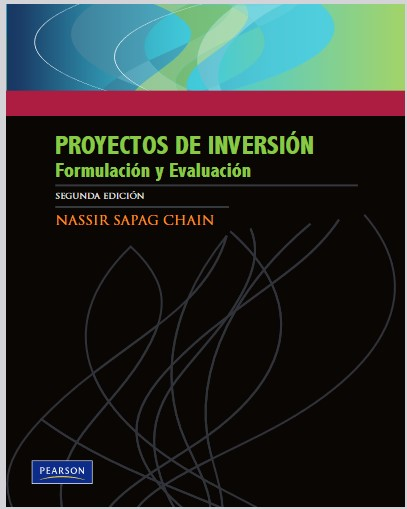 PROYECTOS DE INVERSIÓN
Formulación y Evaluación
SEGUNDA EDICIÓN
NASSIR SAPAG CHAIN
PEARSON